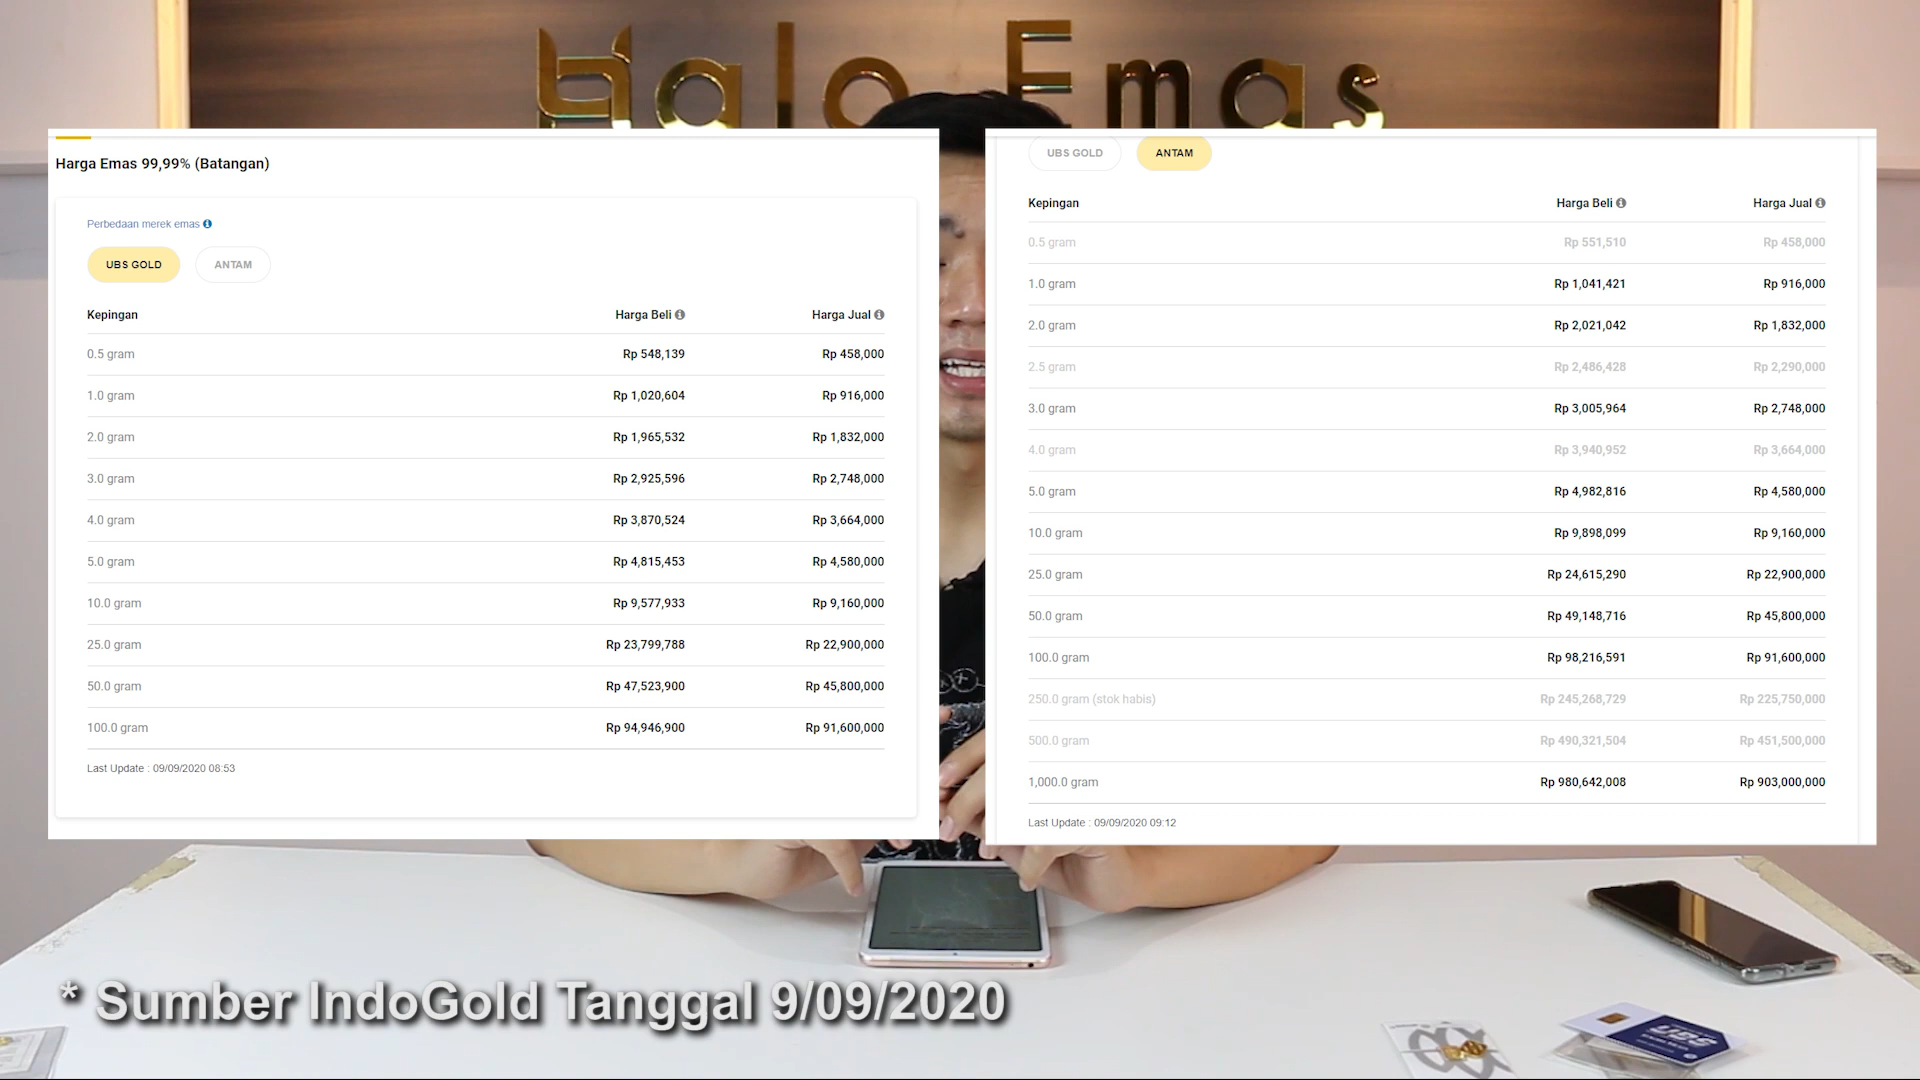 Halo Emas
Harga Emas 99,99% (Batangan)
Perbedaan merek emas
UBS GOLD ANTAM
Kepingan Harga Beli Harga Jual
0.5 gram Rp 548,139 Rp 458,000
1.0 gram Rp 1,020,604 Rp 916,000
2.0 gram Rp 1,965,532 Rp 1,832,000
3.0 gram Rp 2,925,596 Rp 2,748,000
4.0 gram Rp 3,870,524 Rp 3,664,000
5.0 gram Rp 4,815,453 Rp 4,580,000
10.0 gram Rp 9,577,933 Rp 9,160,000
25.0 gram Rp 23,799,788 Rp 22,900,000
50.0 gram Rp 47,523,900 Rp 45,800,000
100.0 gram Rp 94,946,900 Rp 91,600,000
Last Update : 09/09/2020 08:53
UBS GOLD ANTAM
Kepingan Harga Beli Harga Jual
0.5 gram Rp 551,510 Rp 458,000
1.0 gram Rp 1,041,421 Rp 916,000
2.0 gram Rp 2,021,042 Rp 1,832,000
2.5 gram Rp 2,486,428 Rp 2,290,000
3.0 gram Rp 3,005,964 Rp 2,748,000
4.0 gram Rp 3,940,952 Rp 3,664,000
5.0 gram Rp 4,982,816 Rp 4,580,000
10.0 gram Rp 9,898,099 Rp 9,160,000
25.0 gram Rp 24,615,290 Rp 22,900,000
50.0 gram Rp 49,148,716 Rp 45,800,000
100.0 gram Rp 98,216,591 Rp 91,600,000
250.0 gram (stok habis) Rp 245,268,729 Rp 225,750,000
500.0 gram Rp 490,321,504 Rp 451,500,000
1,000.0 gram Rp 980,642,008 Rp 903,000,000
Last Update : 09/09/2020 09:12
* Sumber IndoGold Tanggal 9/09/2020
UBS